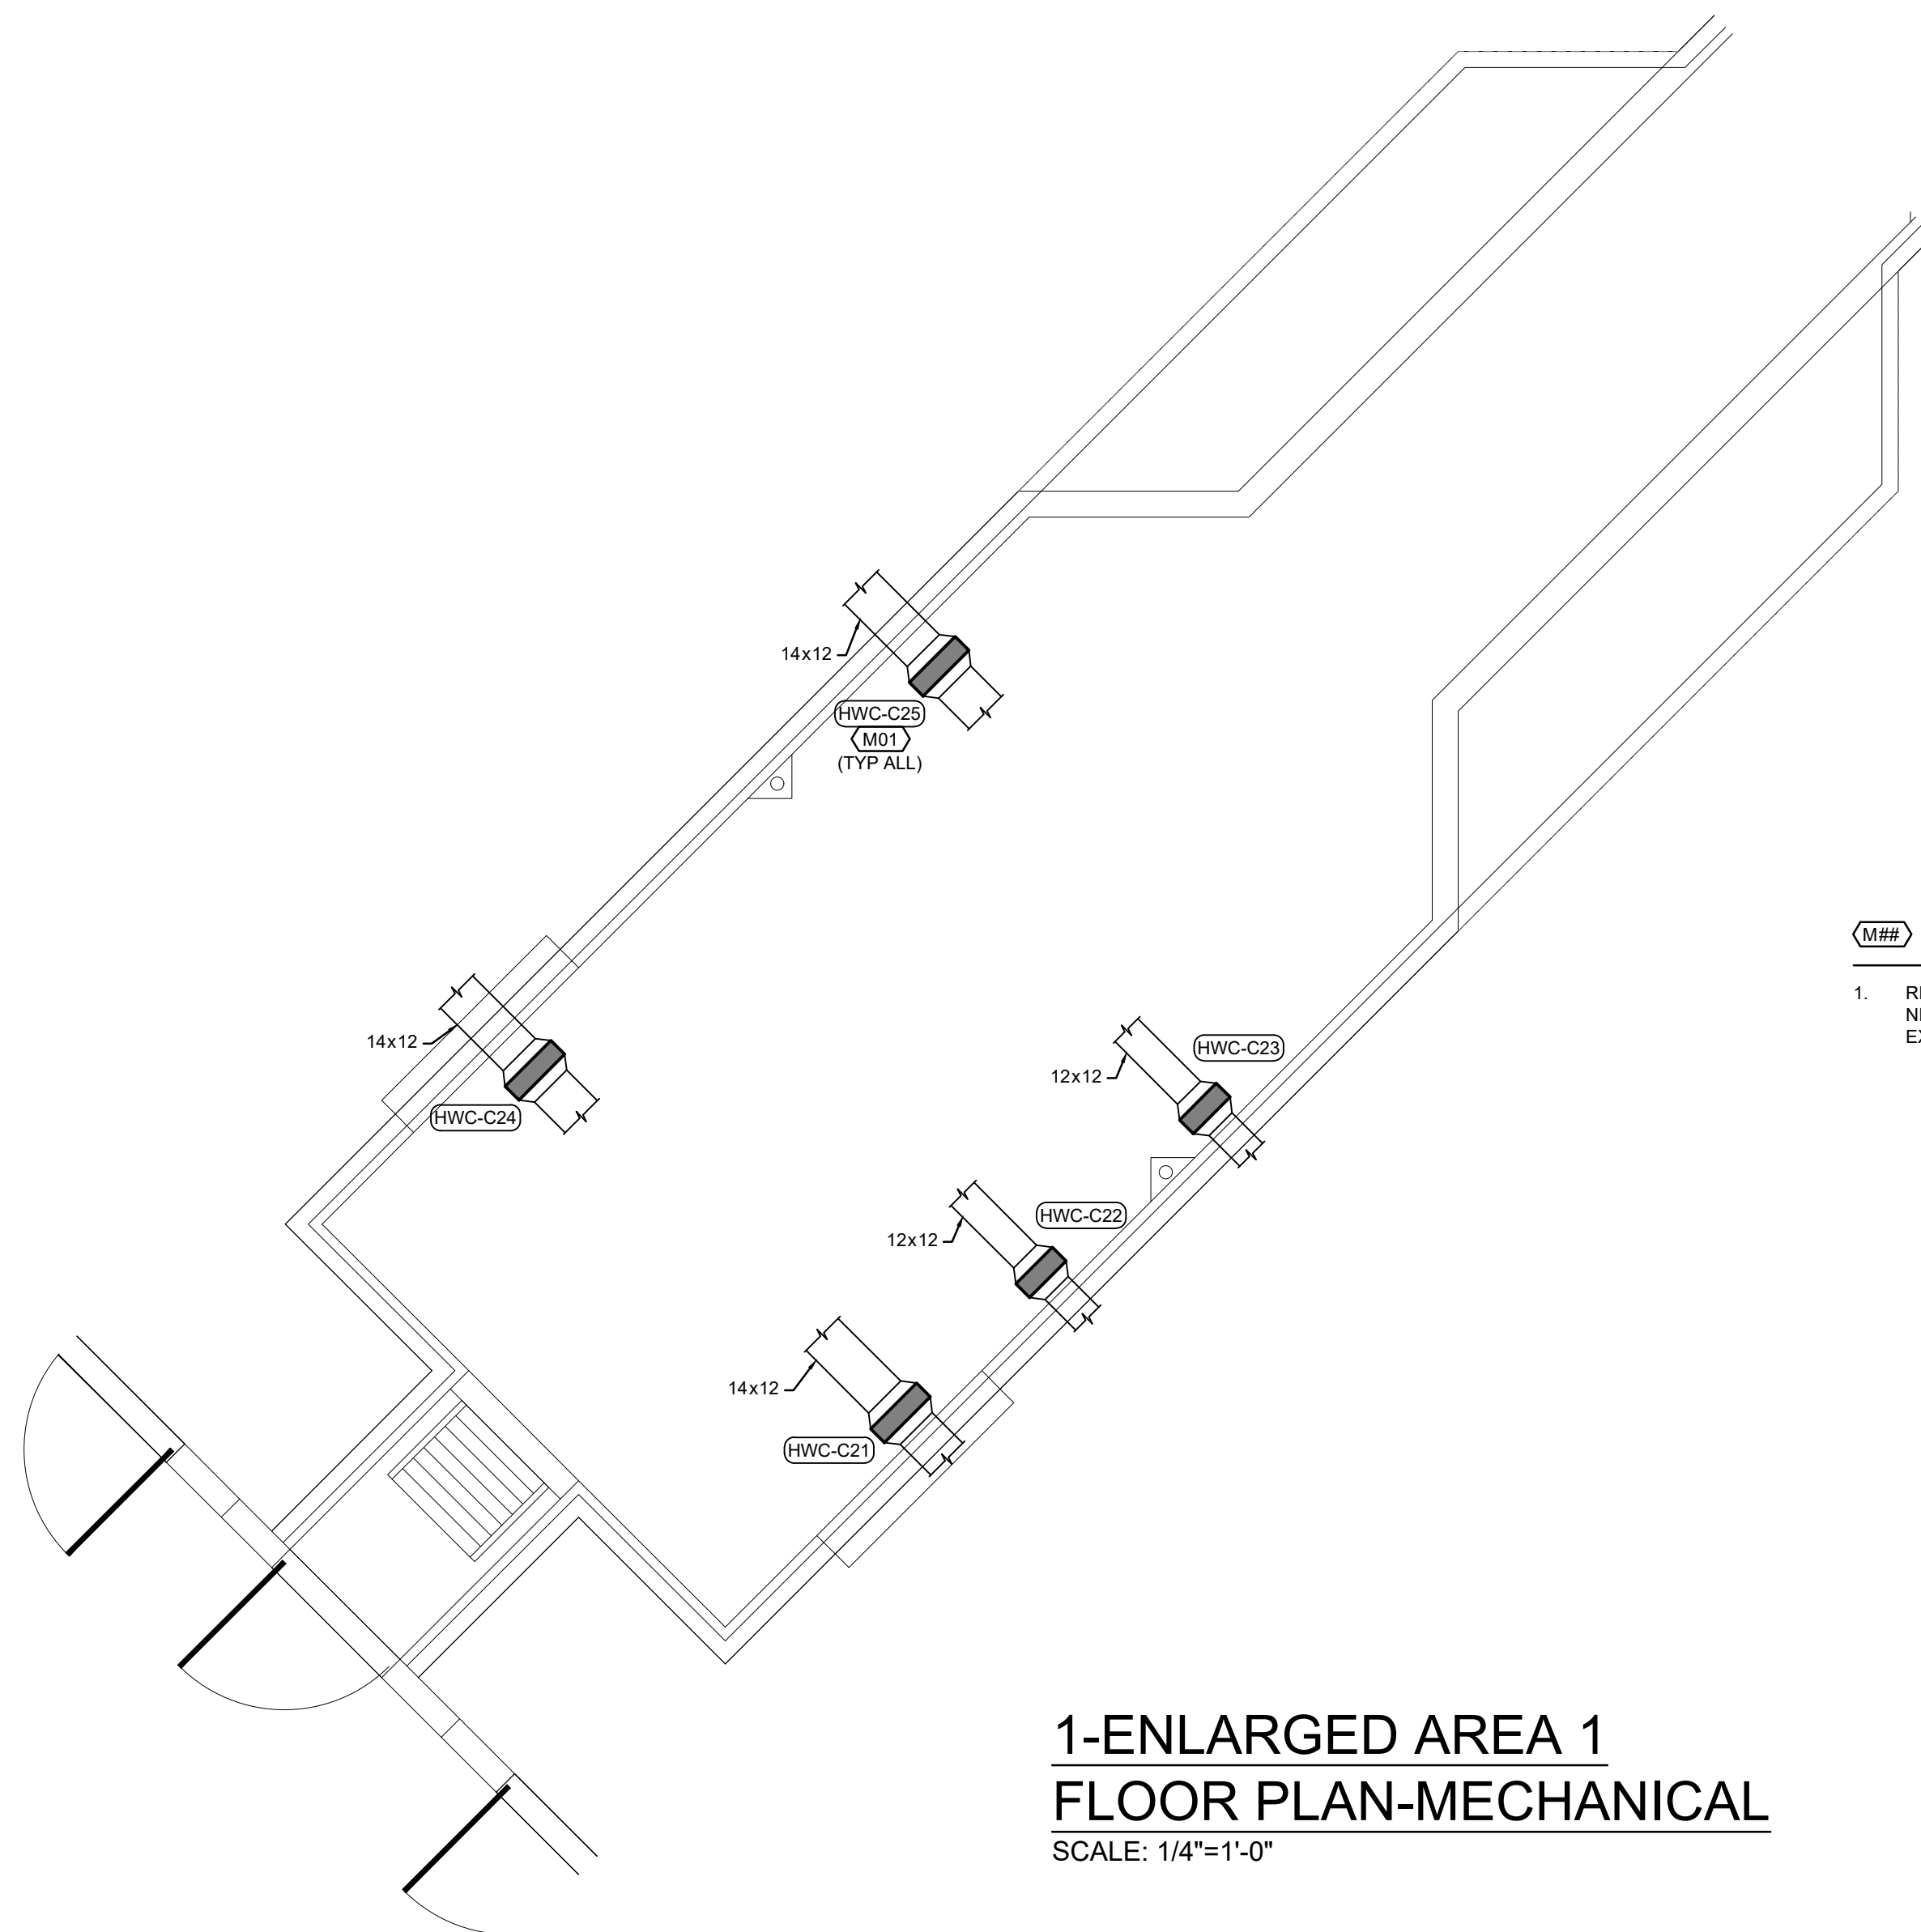 14x12
HWC-C25
M01
(TYP ALL)
M##
1.
14x12
HWC-C24
HWC-C23
12x12
HWC-C22
12x12
14x12
HWC-C21
1-ENLARGED AREA 1
FLOOR PLAN-MECHANICAL
SCALE: 1/4"=1'-0"